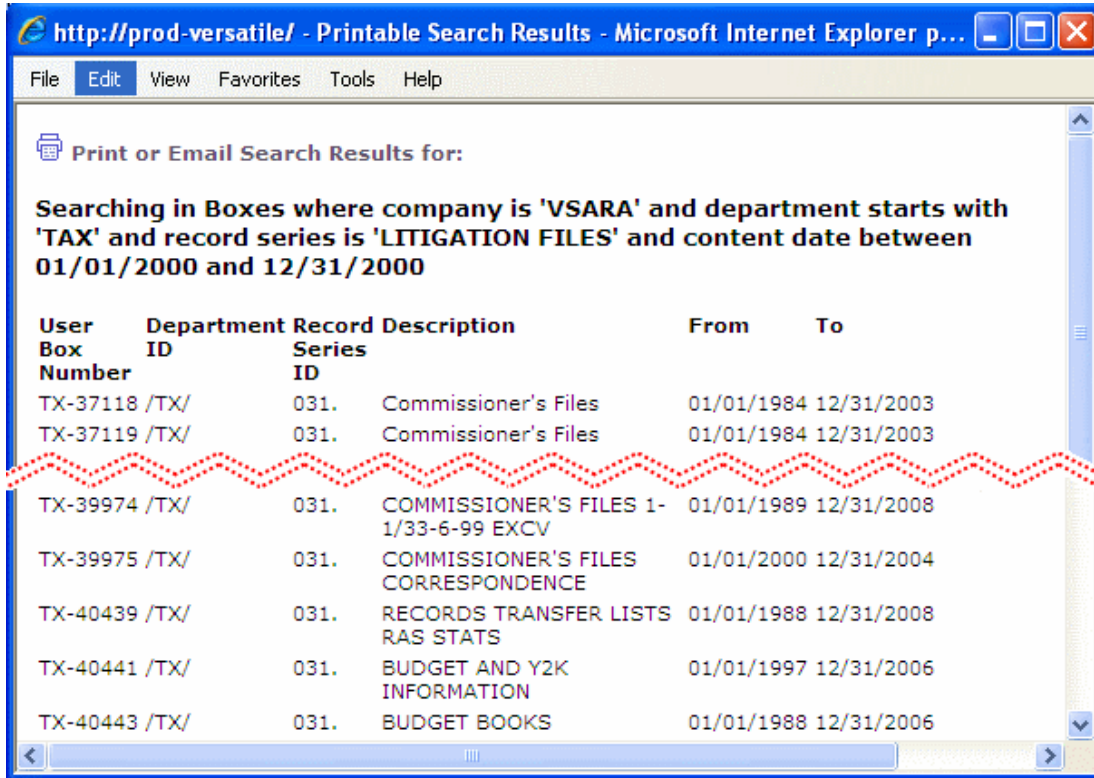 http://prod-versatile/ - Printable Search Results - Microsoft Internet Explorer p...
File Edit View Favorites Tools Help
Print or Email Search Results for:
Searching in Boxes where company is 'VSARA' and department starts with
'TAX' and record series is 'LITIGATION FILES' and content date between
01/01/2000 and 12/31/2000
User Department Record Description From To
Box ID Series
Number ID
TX-37118 /TX/ 031. Commissioner's Files 01/01/1984 12/31/2003
TX-37119 /TX/ 031. Commissioner's Files 01/01/1984 12/31/2003
TX-39974 /TX/ 031. COMMISSIONER'S FILES 1- 01/01/1989 12/31/2008
1/33-6-99 EXCV
TX-39975 /TX/ 031. COMMISSIONER'S FILES 01/01/2000 12/31/2004
CORRESPONDENCE
TX-40439 /TX/ 031. RECORDS TRANSFER LISTS 01/01/1988 12/31/2008
RAS STATS
TX-40441 /TX/ 031. BUDGET AND Y2K 01/01/1997 12/31/2006
INFORMATION
TX-40443 /TX/ 031. BUDGET BOOKS 01/01/1988 12/31/2006